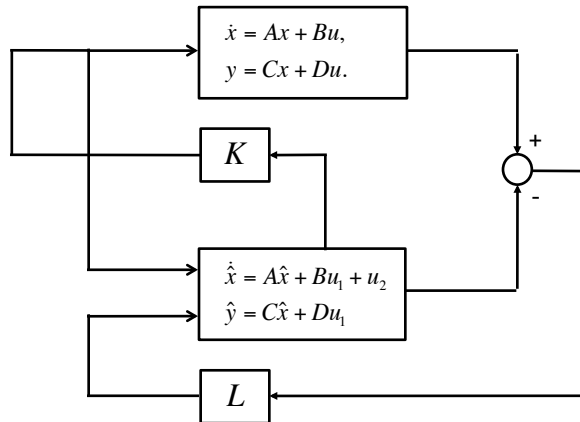 ẋ = Ax + Bu,
y = Cx + Du.
+
K
-
x̂̇ = Ax̂ + Bu₁ + u₂
ŷ = Cx̂ + Du₁
L